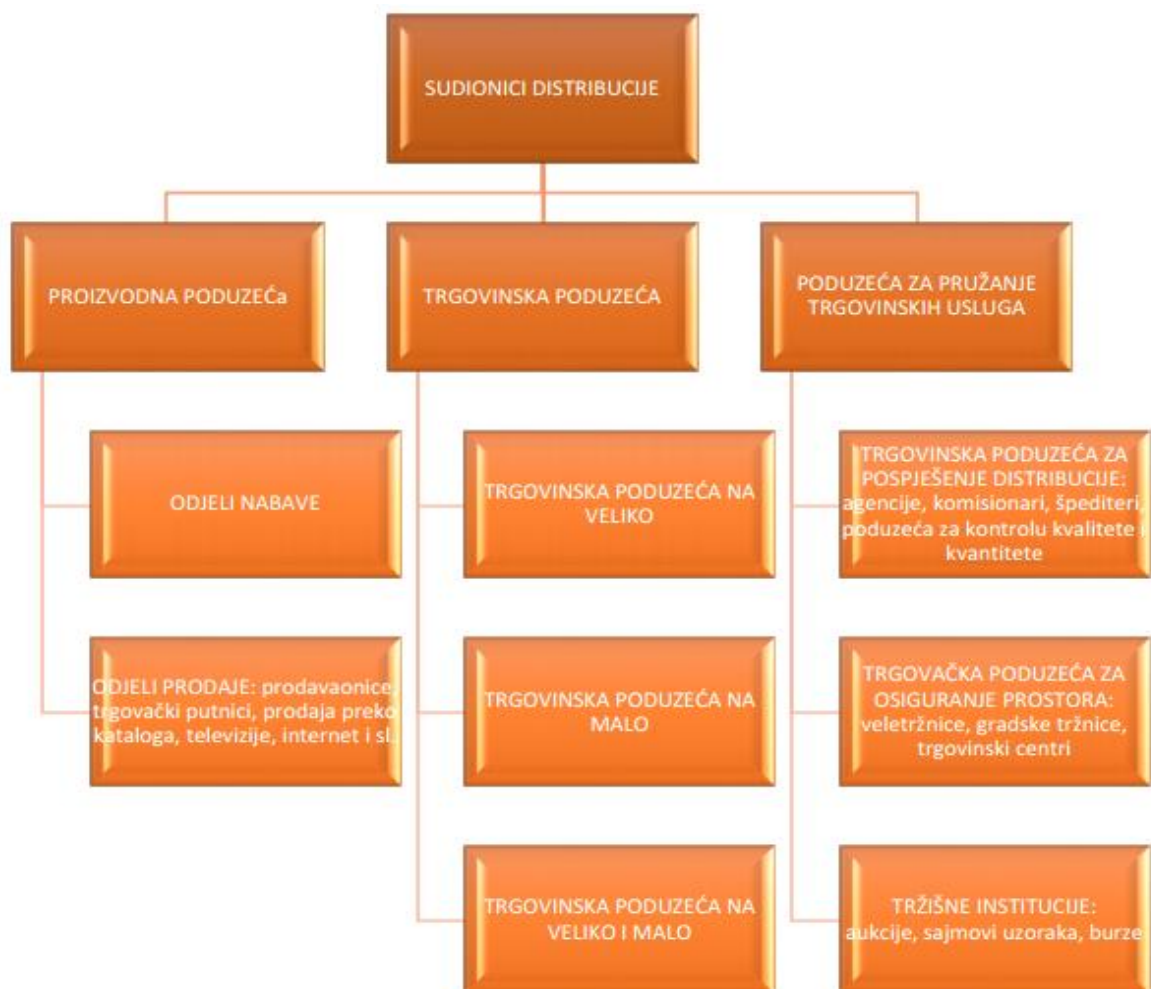 SUDIONICI DISTRIBUCIJE
PROIZVODNA PODUZEĆa
TRGOVINSKA PODUZEĆA
PODUZEĆA ZA PRUŽANJE
TRGOVINSKIH USLUGA
ODJELI NABAVE
ODJELI PRODAJE: prodavaonice,
trgovački putnici, prodaja preko
kataloga, televizije, internet i sl.
TRGOVINSKA PODUZEĆA NA
VELIKO
TRGOVINSKA PODUZEĆA NA
MALO
TRGOVINSKA PODUZEĆA NA
VELIKO I MALO
TRGOVINSKA PODUZEĆA ZA
POSPJEŠENJE DISTRIBUCIJE:
agencije, komisionari, špediteri,
poduzeća za kontrolu kvalitete i
kvantitete
TRGOVAČKA PODUZEĆA ZA
OSIGURANJE PROSTORA:
veletržnice, gradske tržnice,
trgovinski centri
TRŽIŠNE INSTITUCIJE:
aukcije, sajmovi uzoraka, burze